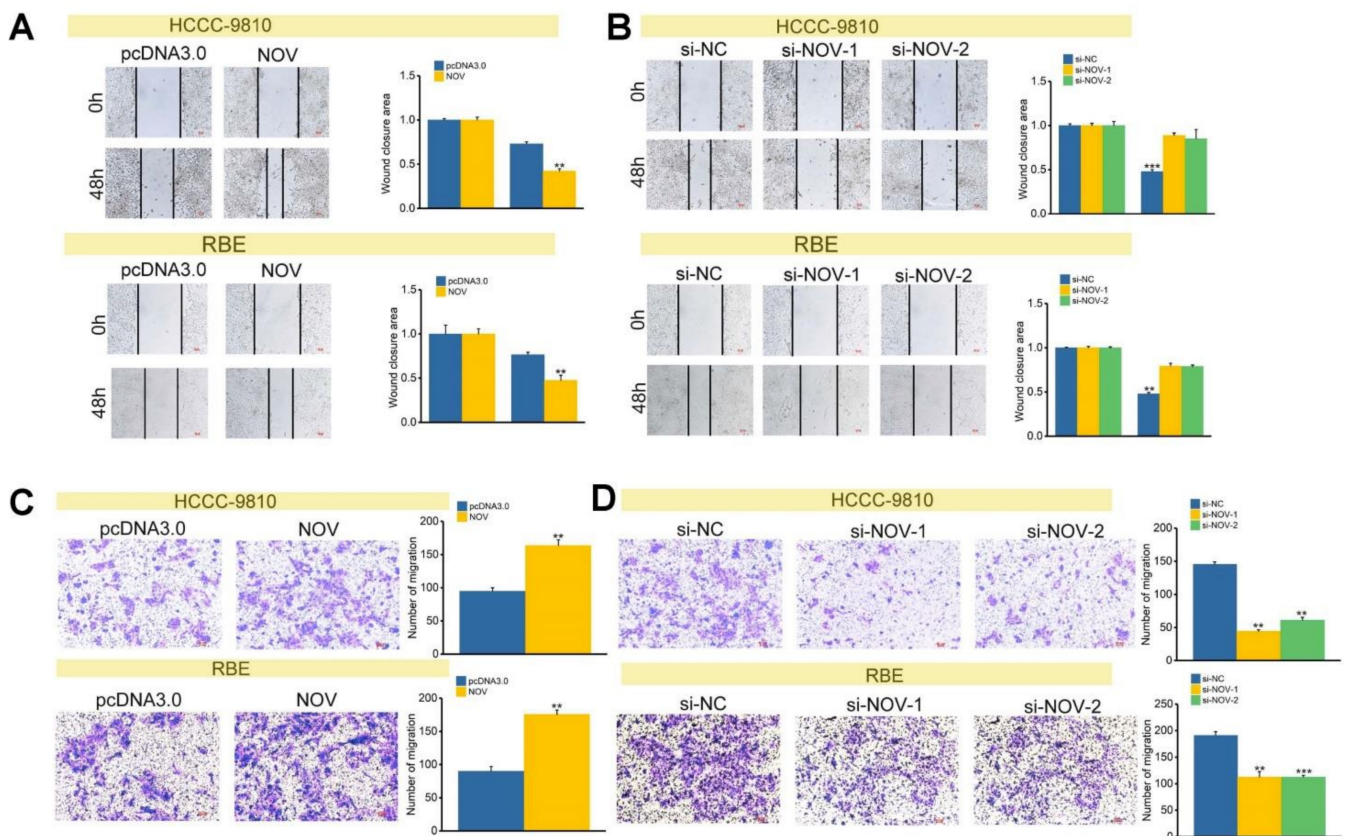 A
HCCC-9810
pcDNA3.0
NOV
0h
48h
pcDNA3.0
NOV
Wound closure area
1.5
1.0
0.5
0.0
**
RBE
pcDNA3.0
NOV
0h
48h
pcDNA3.0
NOV
Wound closure area
1.5
1.0
0.5
0.0
**
B
HCCC-9810
si-NC
si-NOV-1
si-NOV-2
0h
48h
si-NC
si-NOV-1
si-NOV-2
Wound closure area
1.5
1.0
0.5
0.0
***
RBE
si-NC
si-NOV-1
si-NOV-2
0h
48h
si-NC
si-NOV-1
si-NOV-2
Wound closure area
1.5
1.0
0.5
0.0
**
C
HCCC-9810
pcDNA3.0
NOV
pcDNA3.0
NOV
Number of migration
200
150
100
50
0
**
RBE
pcDNA3.0
NOV
pcDNA3.0
NOV
Number of migration
200
150
100
50
0
**
D
HCCC-9810
si-NC
si-NOV-1
si-NOV-2
si-NC
si-NOV-1
si-NOV-2
Number of migration
200
150
100
50
0
**
**
RBE
si-NC
si-NOV-1
si-NOV-2
si-NC
si-NOV-1
si-NOV-2
Number of migration
250
200
150
100
50
0
**
***